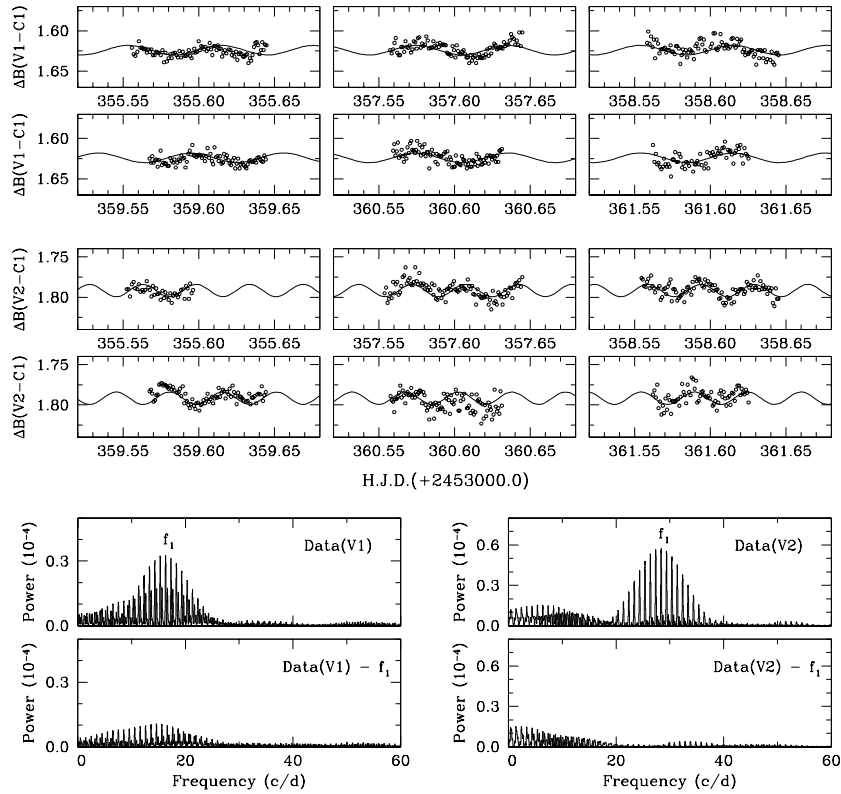 ΔB(V1−C1)
1.60
1.65
355.55 355.60 355.65
357.55 357.60 357.65
358.55 358.60 358.65
ΔB(V1−C1)
1.60
1.65
359.55 359.60 359.65
360.55 360.60 360.65
361.55 361.60 361.65
ΔB(V2−C1)
1.75
1.80
355.55 355.60 355.65
357.55 357.60 357.65
358.55 358.60 358.65
ΔB(V2−C1)
1.75
1.80
359.55 359.60 359.65
360.55 360.60 360.65
361.55 361.60 361.65
H.J.D.(+2453000.0)
Power (10⁻⁴)
0.3
0.0
f₁
Data(V1)
Power (10⁻⁴)
0.6
0.3
0.0
f₁
Data(V2)
Power (10⁻⁴)
0.3
0.0
Data(V1) − f₁
0 20 40 60
Frequency (c/d)
Power (10⁻⁴)
0.6
0.3
0.0
Data(V2) − f₁
0 20 40 60
Frequency (c/d)